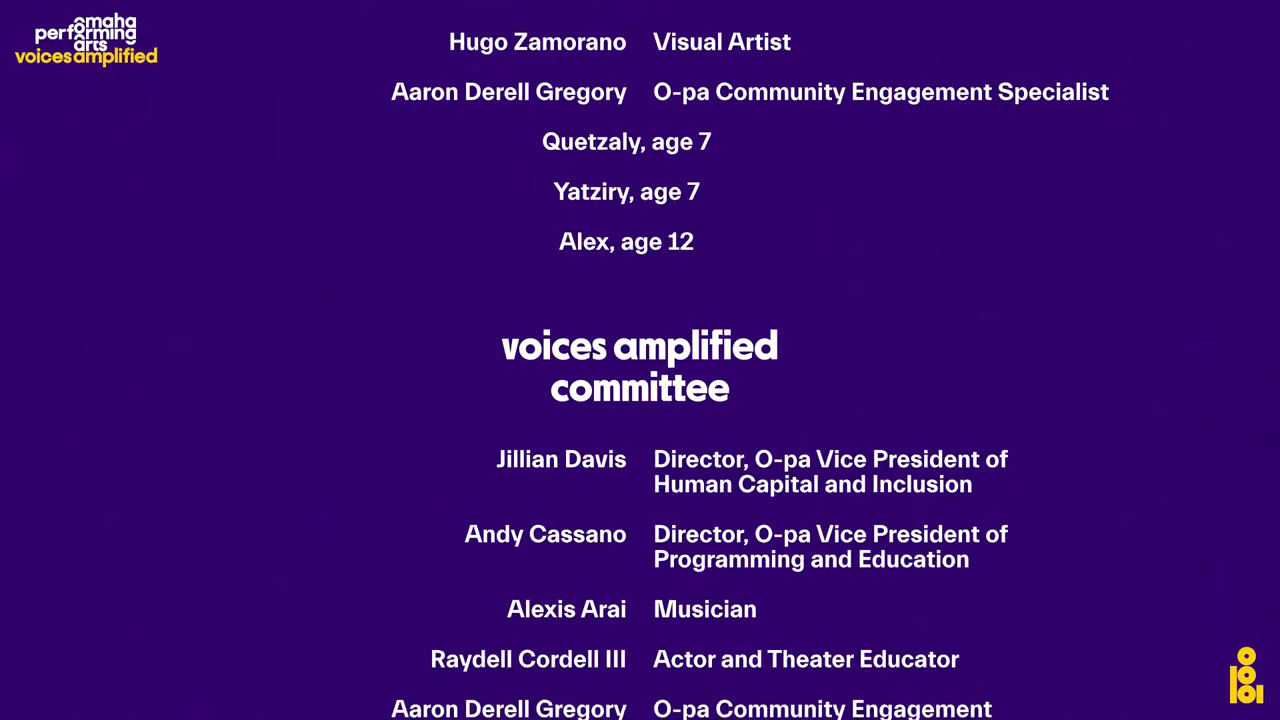 omaha
performing
arts
voices amplified
Hugo Zamorano Visual Artist
Aaron Derell Gregory O-pa Community Engagement Specialist
Quetzaly, age 7
Yatziry, age 7
Alex, age 12
voices amplified
committee
Jillian Davis Director, O-pa Vice President of
Human Capital and Inclusion
Andy Cassano Director, O-pa Vice President of
Programming and Education
Alexis Arai Musician
Raydell Cordell III Actor and Theater Educator
Aaron Derell Gregory O-pa Community Engagement